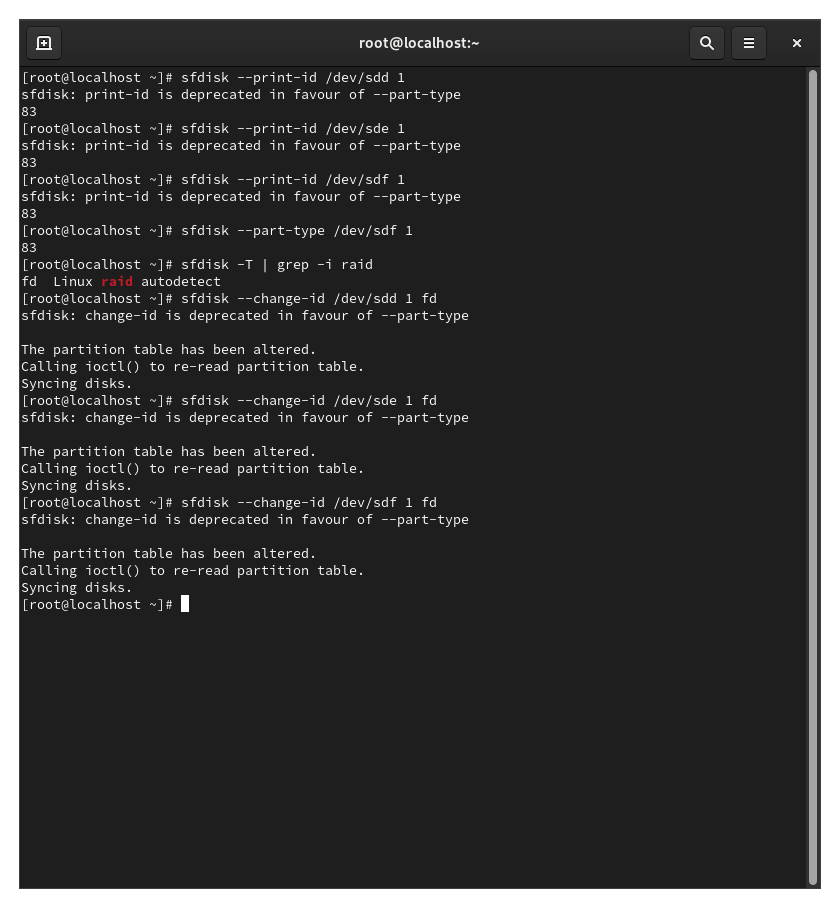 root@localhost:~
[root@localhost ~]# sfdisk --print-id /dev/sdd 1
sfdisk: print-id is deprecated in favour of --part-type
83
[root@localhost ~]# sfdisk --print-id /dev/sde 1
sfdisk: print-id is deprecated in favour of --part-type
83
[root@localhost ~]# sfdisk --print-id /dev/sdf 1
sfdisk: print-id is deprecated in favour of --part-type
83
[root@localhost ~]# sfdisk --part-type /dev/sdf 1
83
[root@localhost ~]# sfdisk -T | grep -i raid
fd  Linux raid autodetect
[root@localhost ~]# sfdisk --change-id /dev/sdd 1 fd
sfdisk: change-id is deprecated in favour of --part-type

The partition table has been altered.
Calling ioctl() to re-read partition table.
Syncing disks.
[root@localhost ~]# sfdisk --change-id /dev/sde 1 fd
sfdisk: change-id is deprecated in favour of --part-type

The partition table has been altered.
Calling ioctl() to re-read partition table.
Syncing disks.
[root@localhost ~]# sfdisk --change-id /dev/sdf 1 fd
sfdisk: change-id is deprecated in favour of --part-type

The partition table has been altered.
Calling ioctl() to re-read partition table.
Syncing disks.
[root@localhost ~]#